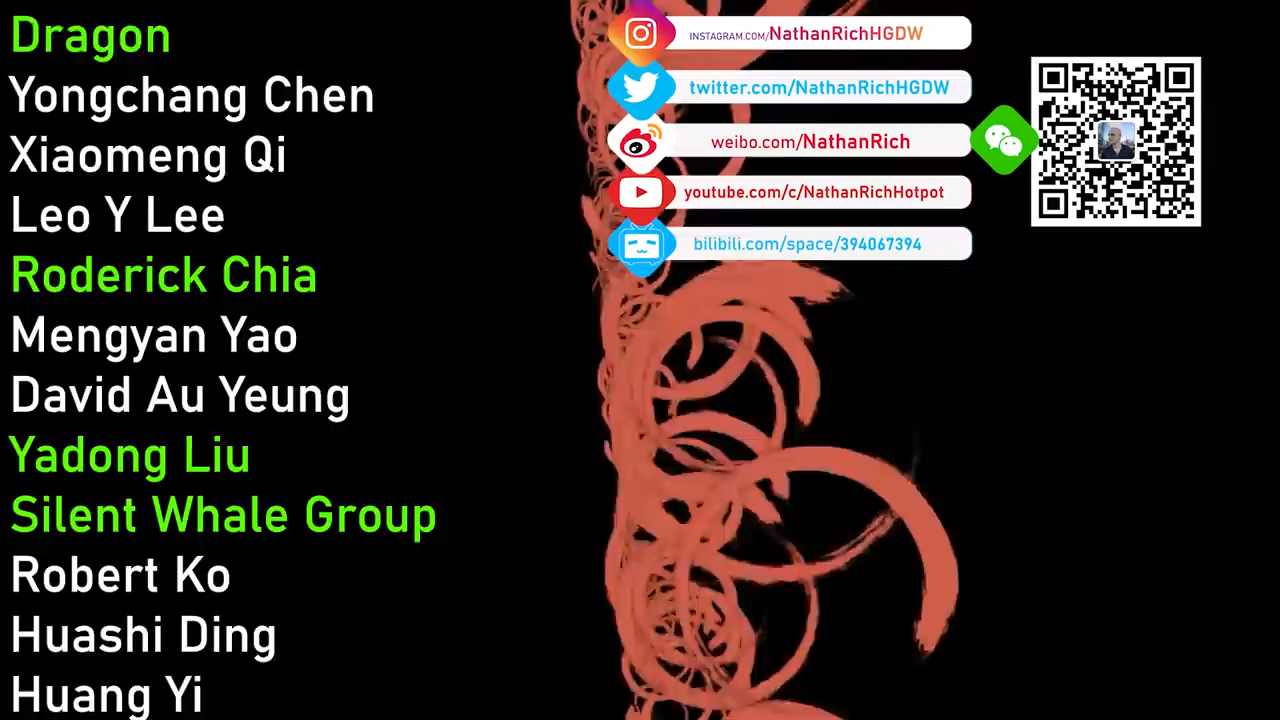 Dragon
Yongchang Chen
Xiaomeng Qi
Leo Y Lee
Roderick Chia
Mengyan Yao
David Au Yeung
Yadong Liu
Silent Whale Group
Robert Ko
Huashi Ding
Huang Yi
INSTAGRAM.COM/NathanRichHGDW
twitter.com/NathanRichHGDW
weibo.com/NathanRich
youtube.com/c/NathanRichHotpot
bilibili.com/space/394067394